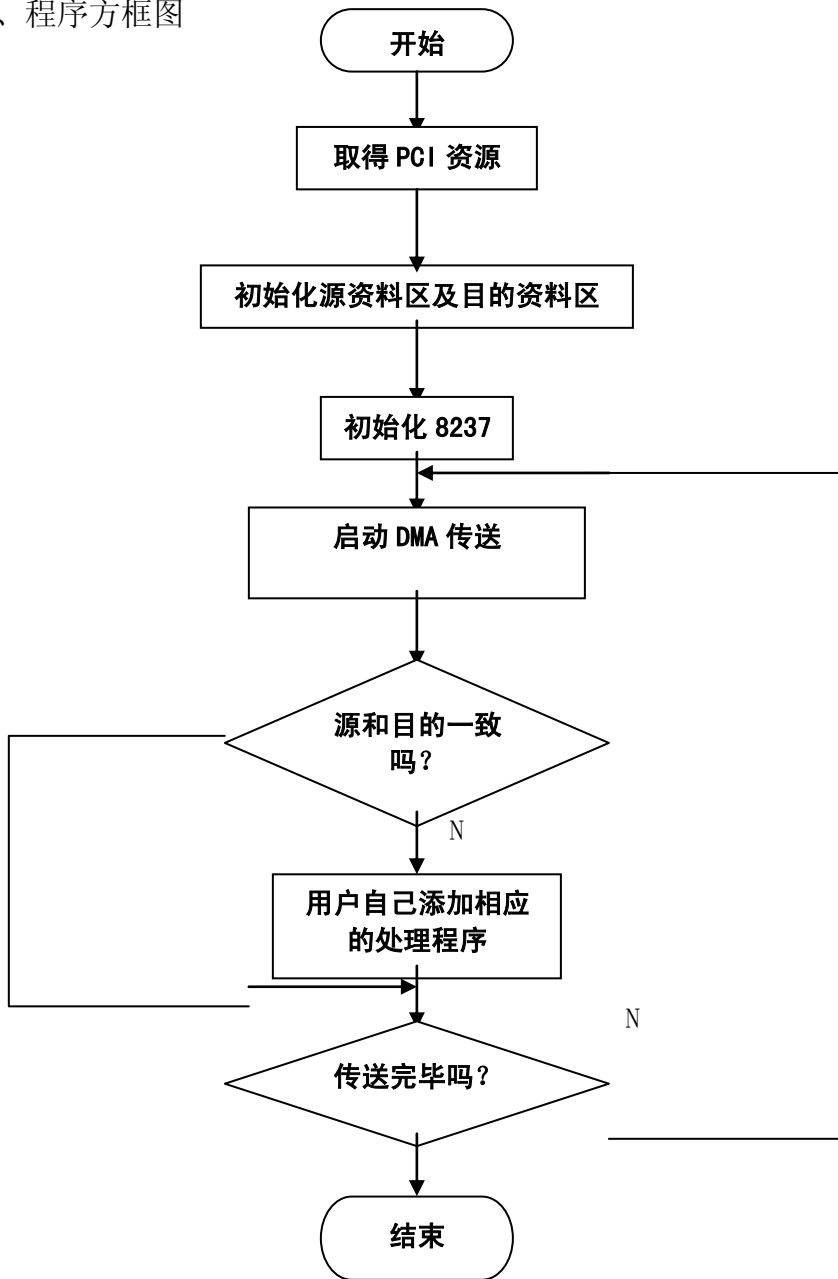 、程序方框图
开始
取得 PCI 资源
初始化源资料区及目的资料区
初始化 8237
启动 DMA 传送
源和目的一致
吗？
N
用户自己添加相应
的处理程序
N
传送完毕吗？
结束